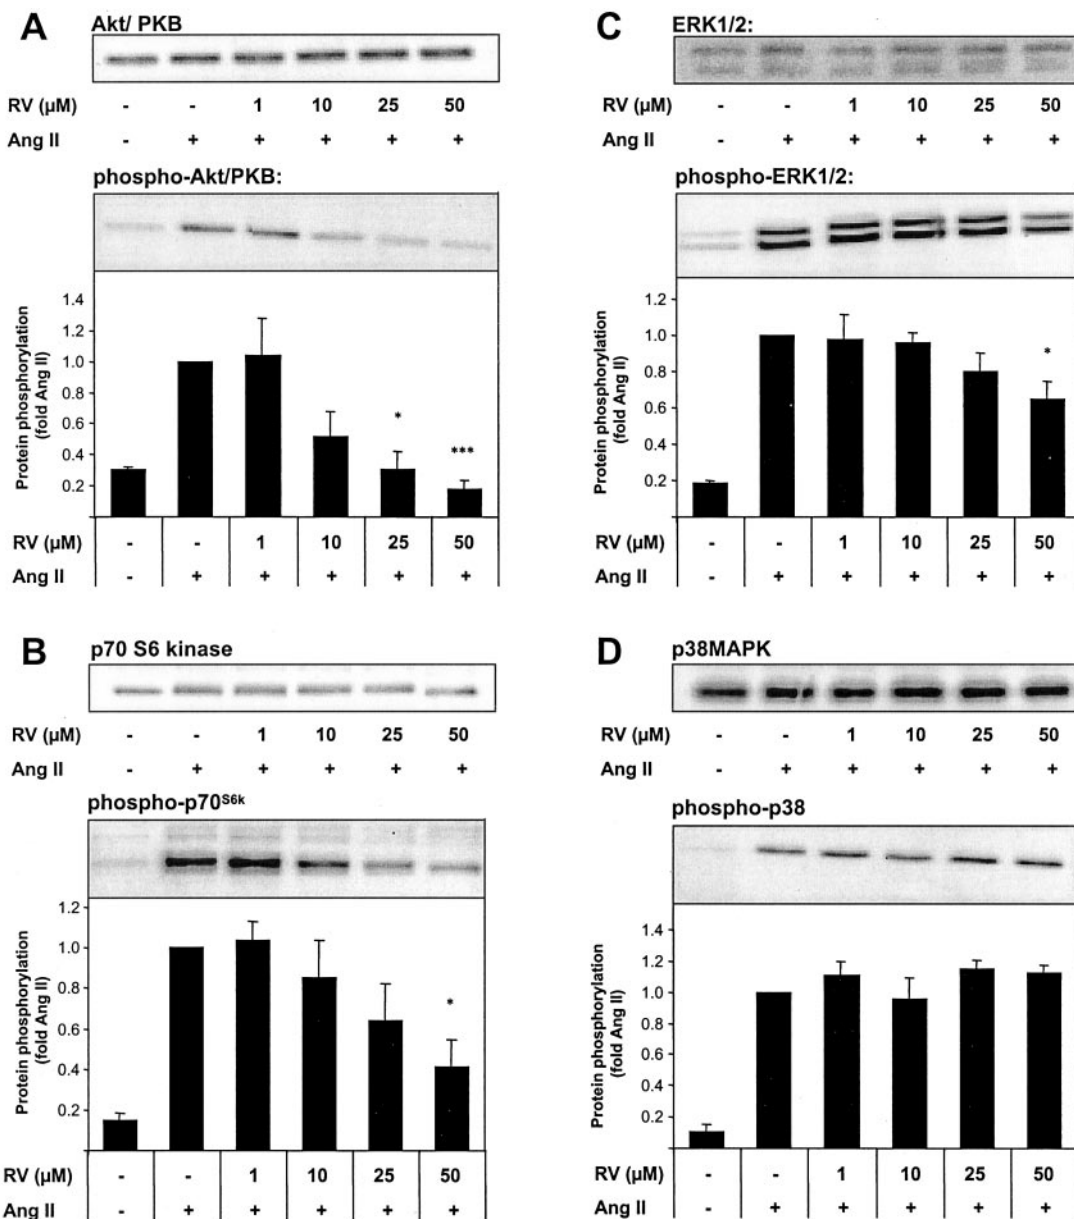 A
Akt/ PKB
RV (µM) - - 1 10 25 50
Ang II - + + + + +
phospho-Akt/PKB:
Protein phosphorylation
(fold Ang II)
1.4
1.2
1.0
0.8
0.6
0.4
0.2
* ***
RV (µM) - - 1 10 25 50
Ang II - + + + + +
B
p70 S6 kinase
RV (µM) - - 1 10 25 50
Ang II - + + + + +
phospho-p70S6k
Protein phosphorylation
(fold Ang II)
1.2
1.0
0.8
0.6
0.4
0.2
*
RV (µM) - - 1 10 25 50
Ang II - + + + + +
C
ERK1/2:
RV (µM) - - 1 10 25 50
Ang II - + + + + +
phospho-ERK1/2:
Protein phosphorylation
(fold Ang II)
1.2
1.0
0.8
0.6
0.4
0.2
*
RV (µM) - - 1 10 25 50
Ang II - + + + + +
D
p38MAPK
RV (µM) - - 1 10 25 50
Ang II - + + + + +
phospho-p38
Protein phosphorylation
(fold Ang II)
1.4
1.2
1.0
0.8
0.6
0.4
0.2
RV (µM) - - 1 10 25 50
Ang II - + + + + +